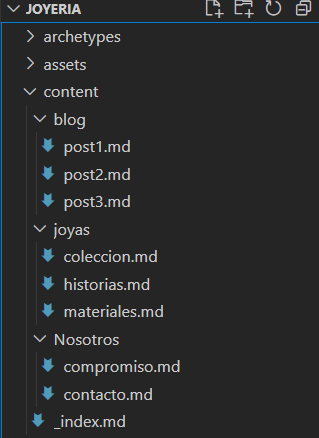 JOYERIA
archetypes
assets
content
blog
post1.md
post2.md
post3.md
joyas
coleccion.md
historias.md
materiales.md
Nosotros
compromiso.md
contacto.md
_index.md